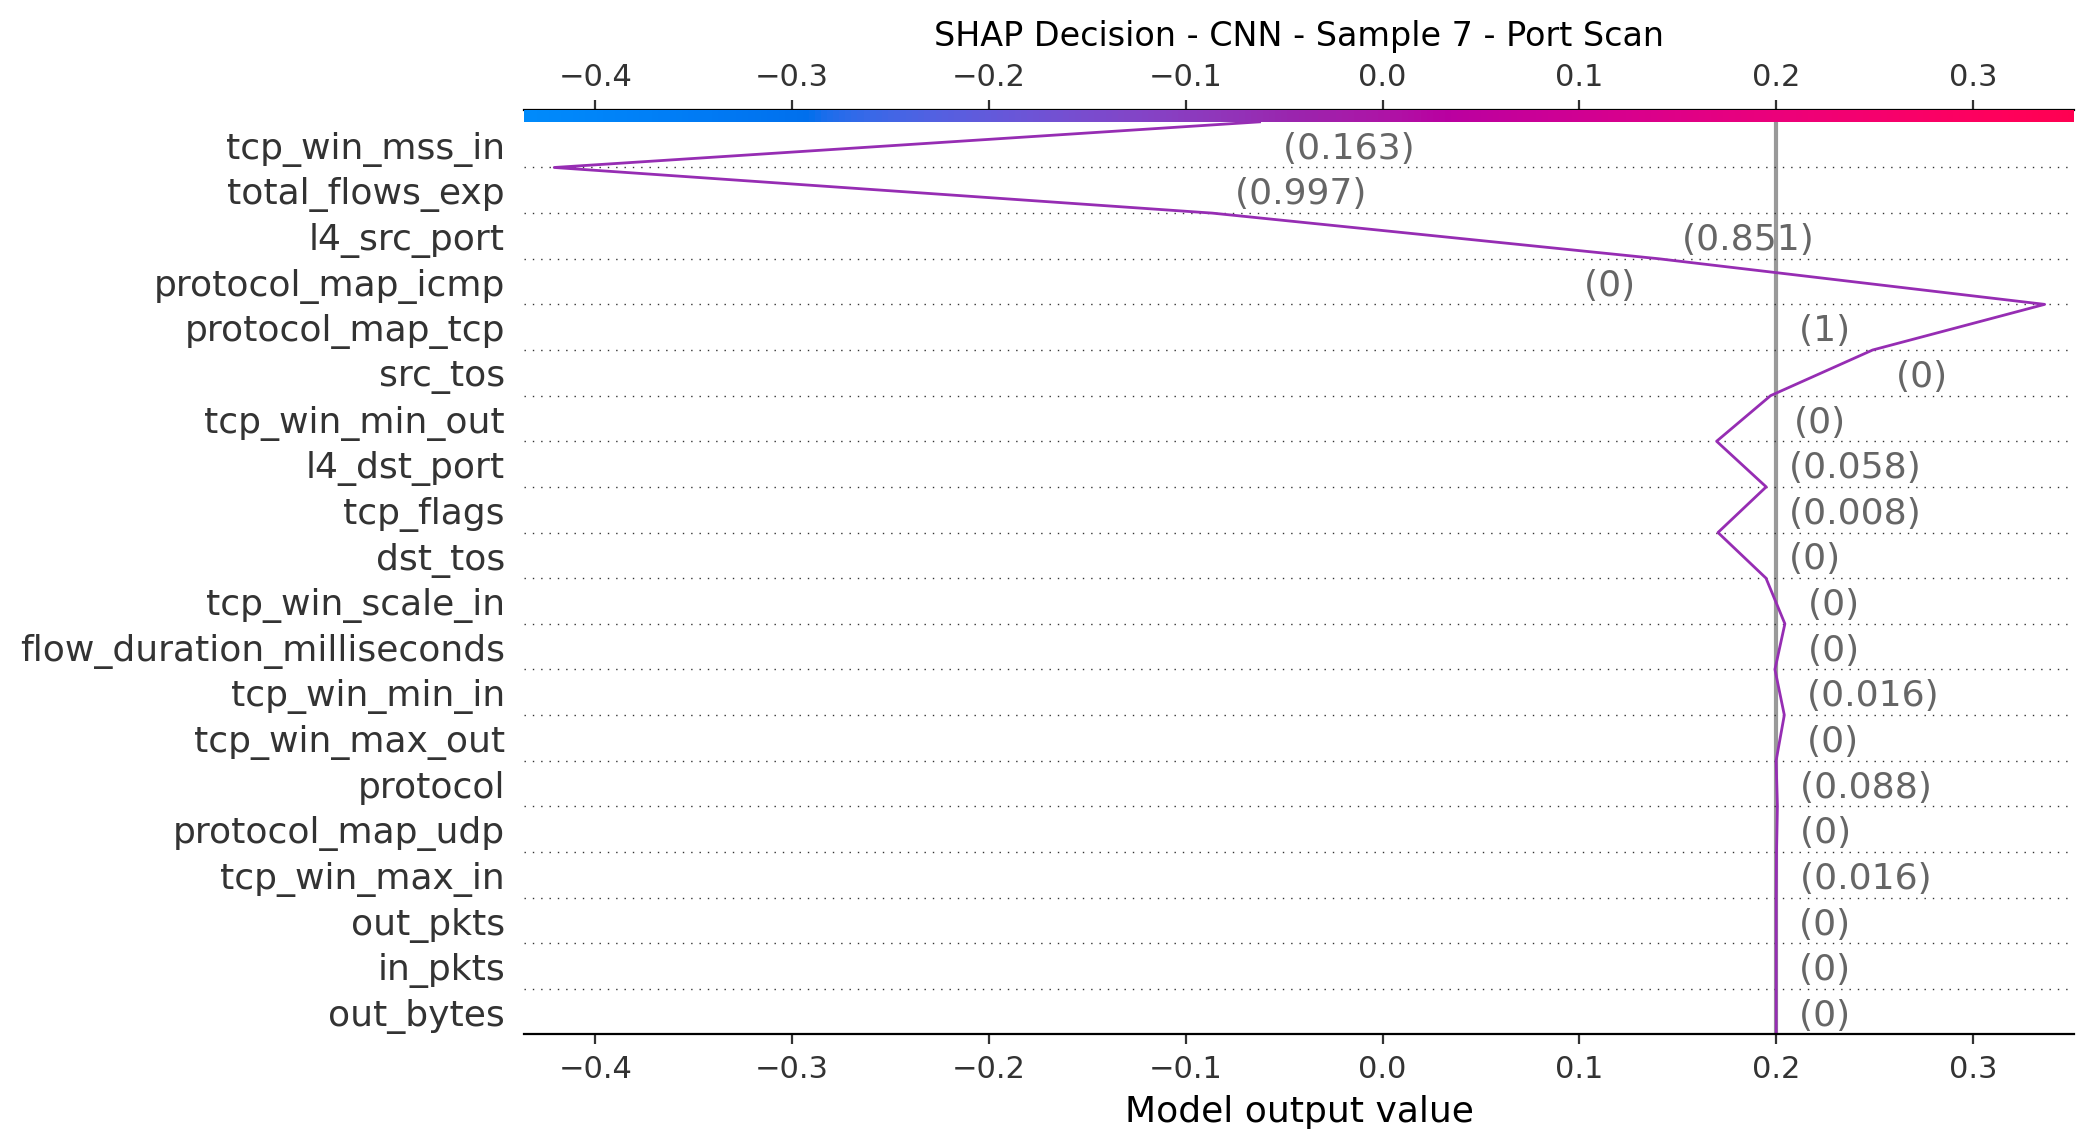 SHAP Decision - CNN - Sample 7 - Port Scan
−0.4 −0.3 −0.2 −0.1 0.0 0.1 0.2 0.3
tcp_win_mss_in (0.163)
total_flows_exp (0.997)
l4_src_port (0.851)
protocol_map_icmp (0)
protocol_map_tcp (1)
src_tos (0)
tcp_win_min_out (0)
l4_dst_port (0.058)
tcp_flags (0.008)
dst_tos (0)
tcp_win_scale_in (0)
flow_duration_milliseconds (0)
tcp_win_min_in (0.016)
tcp_win_max_out (0)
protocol (0.088)
protocol_map_udp (0)
tcp_win_max_in (0.016)
out_pkts (0)
in_pkts (0)
out_bytes (0)
−0.4 −0.3 −0.2 −0.1 0.0 0.1 0.2 0.3
Model output value